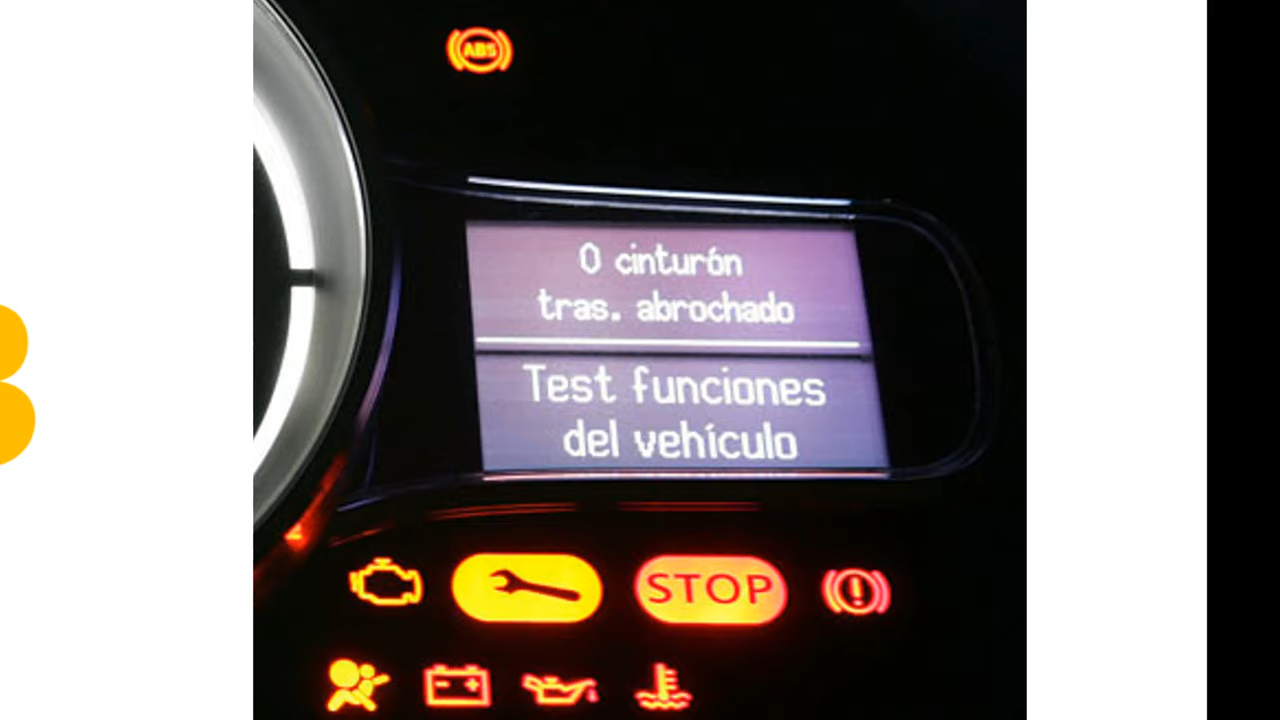 ABS
0 cinturón
tras. abrochado
Test funciones
del vehículo
STOP